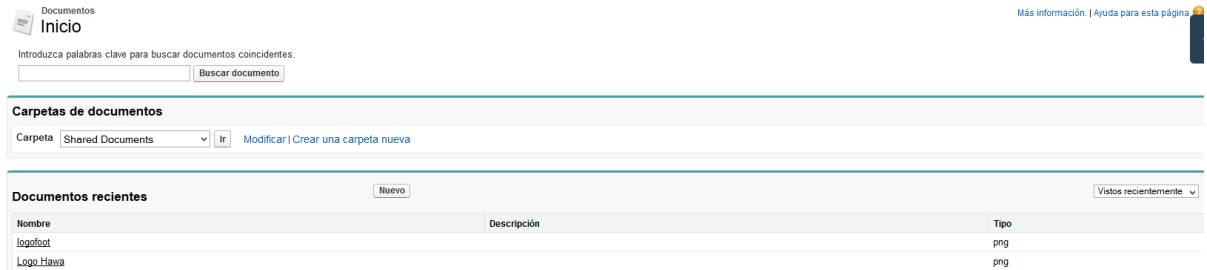 Documentos
Inicio
Más información. | Ayuda para esta página
Introduzca palabras clave para buscar documentos coincidentes.
Buscar documento
Carpetas de documentos
Carpeta Shared Documents Ir Modificar | Crear una carpeta nueva
Documentos recientes Nuevo Vistos recientemente
Nombre Descripción Tipo
logofoot png
Logo Hawa png